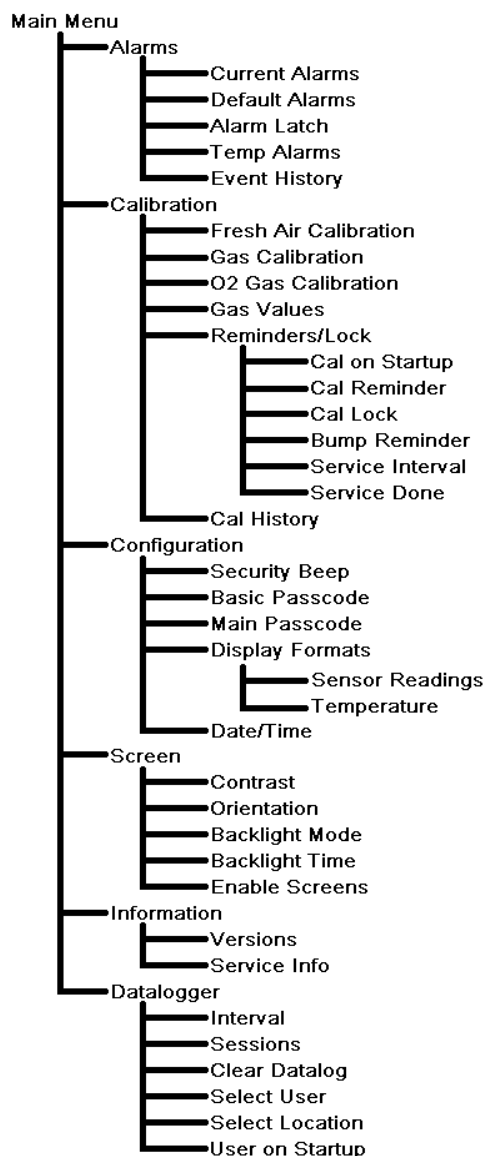 Main Menu
Alarms
Current Alarms
Default Alarms
Alarm Latch
Temp Alarms
Event History
Calibration
Fresh Air Calibration
Gas Calibration
O2 Gas Calibration
Gas Values
Reminders/Lock
Cal on Startup
Cal Reminder
Cal Lock
Bump Reminder
Service Interval
Service Done
Cal History
Configuration
Security Beep
Basic Passcode
Main Passcode
Display Formats
Sensor Readings
Temperature
Date/Time
Screen
Contrast
Orientation
Backlight Mode
Backlight Time
Enable Screens
Information
Versions
Service Info
Datalogger
Interval
Sessions
Clear Datalog
Select User
Select Location
User on Startup